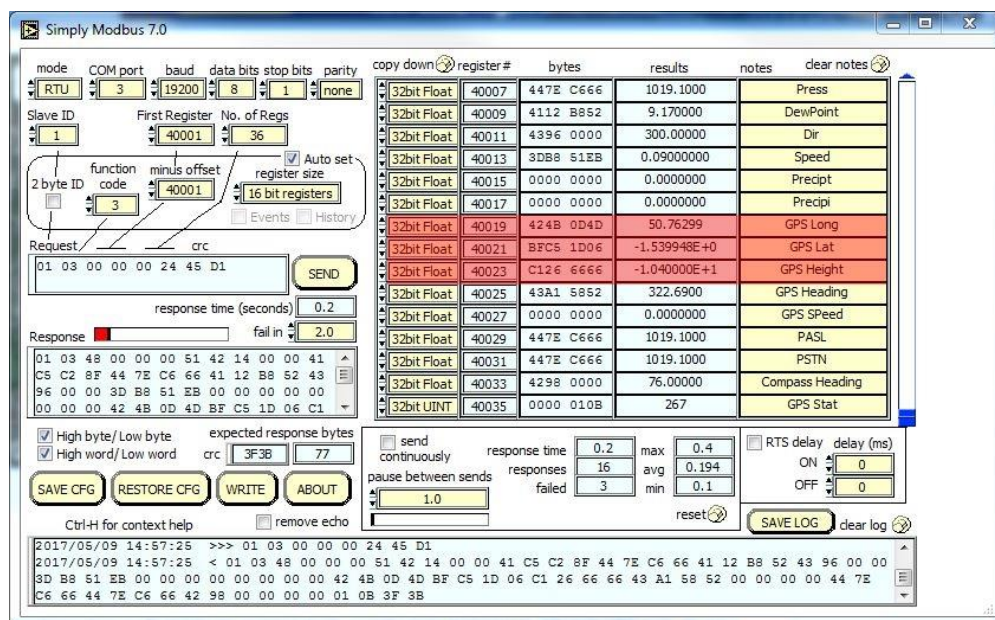 Simply Modbus 7.0
mode COM port baud data bits stop bits parity
RTU 3 19200 8 1 none
Slave ID First Register No. of Regs
1 40001 36
Auto set
function code minus offset register size
2 byte ID 3 40001 16 bit registers
Events History
Request crc
01 03 00 00 00 24 45 D1
SEND
response time (seconds) 0.2
Response fail in 2.0
01 03 48 00 00 00 51 42 14 00 00 41
C5 C2 8F 44 7E C6 66 41 12 B8 52 43
96 00 00 3D B8 51 EB 00 00 00 00 00
00 00 00 42 4B 0D 4D BF C5 1D 06 C1
High byte/Low byte expected response bytes
High word/Low word crc 3F3B 77
SAVE CFG RESTORE CFG WRITE ABOUT
Ctrl-H for context help remove echo
copy down register # bytes results notes clear notes
32bit Float 40007 447E C666 1019.1000 Press
32bit Float 40009 4112 B852 9.170000 DewPoint
32bit Float 40011 4396 0000 300.00000 Dir
32bit Float 40013 3DB8 51EB 0.09000000 Speed
32bit Float 40015 0000 0000 0.0000000 Precipt
32bit Float 40017 0000 0000 0.0000000 Precipi
32bit Float 40019 424B 0D4D 50.76299 GPS Long
32bit Float 40021 BFC5 1D06 -1.539948E+0 GPS Lat
32bit Float 40023 C126 6666 -1.040000E+1 GPS Height
32bit Float 40025 43A1 5852 322.6900 GPS Heading
32bit Float 40027 0000 0000 0.0000000 GPS SPeed
32bit Float 40029 447E C666 1019.1000 PASL
32bit Float 40031 447E C666 1019.1000 PSTN
32bit Float 40033 4298 0000 76.00000 Compass Heading
32bit UINT 40035 0000 010B 267 GPS Stat
send continuously
pause between sends
1.0
response time 0.2 max 0.4
responses 16 avg 0.194
failed 3 min 0.1
reset
RTS delay delay (ms)
ON 0
OFF 0
SAVE LOG clear log
2017/05/09 14:57:25 >>> 01 03 00 00 00 24 45 D1
2017/05/09 14:57:25 < 01 03 48 00 00 00 51 42 14 00 00 41 C5 C2 8F 44 7E C6 66 41 12 B8 52 43 96 00 00
3D B8 51 EB 00 00 00 00 00 00 00 00 42 4B 0D 4D BF C5 1D 06 C1 26 66 66 43 A1 58 52 00 00 00 00 44 7E
C6 66 44 7E C6 66 42 98 00 00 00 00 01 0B 3F 3B